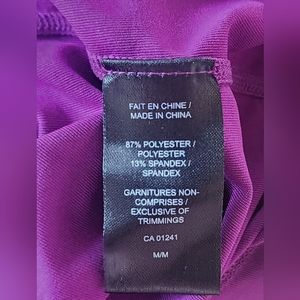 FAIT EN CHINE /
MADE IN CHINA
87% POLYESTER /
POLYESTER
13% SPANDEX /
SPANDEX
GARNITURES NON-
COMPRISES /
EXCLUSIVE OF
TRIMMINGS
CA 01241
M/M